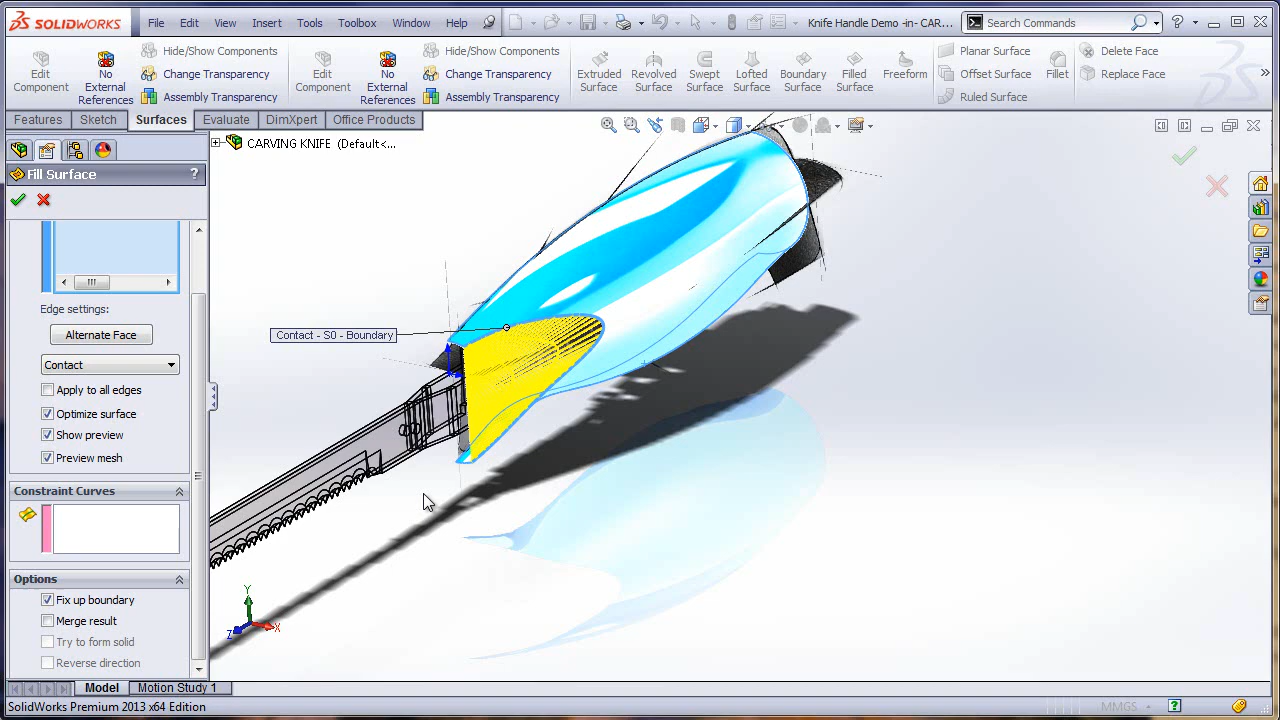 SOLIDWORKS File Edit View Insert Tools Toolbox Window Help Knife Handle Demo -in- CAR... Search Commands
Edit Component
No External References
Hide/Show Components
Change Transparency
Assembly Transparency
Edit Component
No External References
Hide/Show Components
Change Transparency
Assembly Transparency
Extruded Surface
Revolved Surface
Swept Surface
Lofted Surface
Boundary Surface
Filled Surface
Freeform
Planar Surface
Offset Surface
Ruled Surface
Fillet
Delete Face
Replace Face
Features Sketch Surfaces Evaluate DimXpert Office Products
CARVING KNIFE (Default<...
Fill Surface ?
Edge settings:
Alternate Face
Contact
Apply to all edges
Optimize surface
Show preview
Preview mesh
Constraint Curves
Options
Fix up boundary
Merge result
Try to form solid
Reverse direction
Contact - S0 - Boundary
Y
Z X
Model Motion Study 1
SolidWorks Premium 2013 x64 Edition MMGS ?